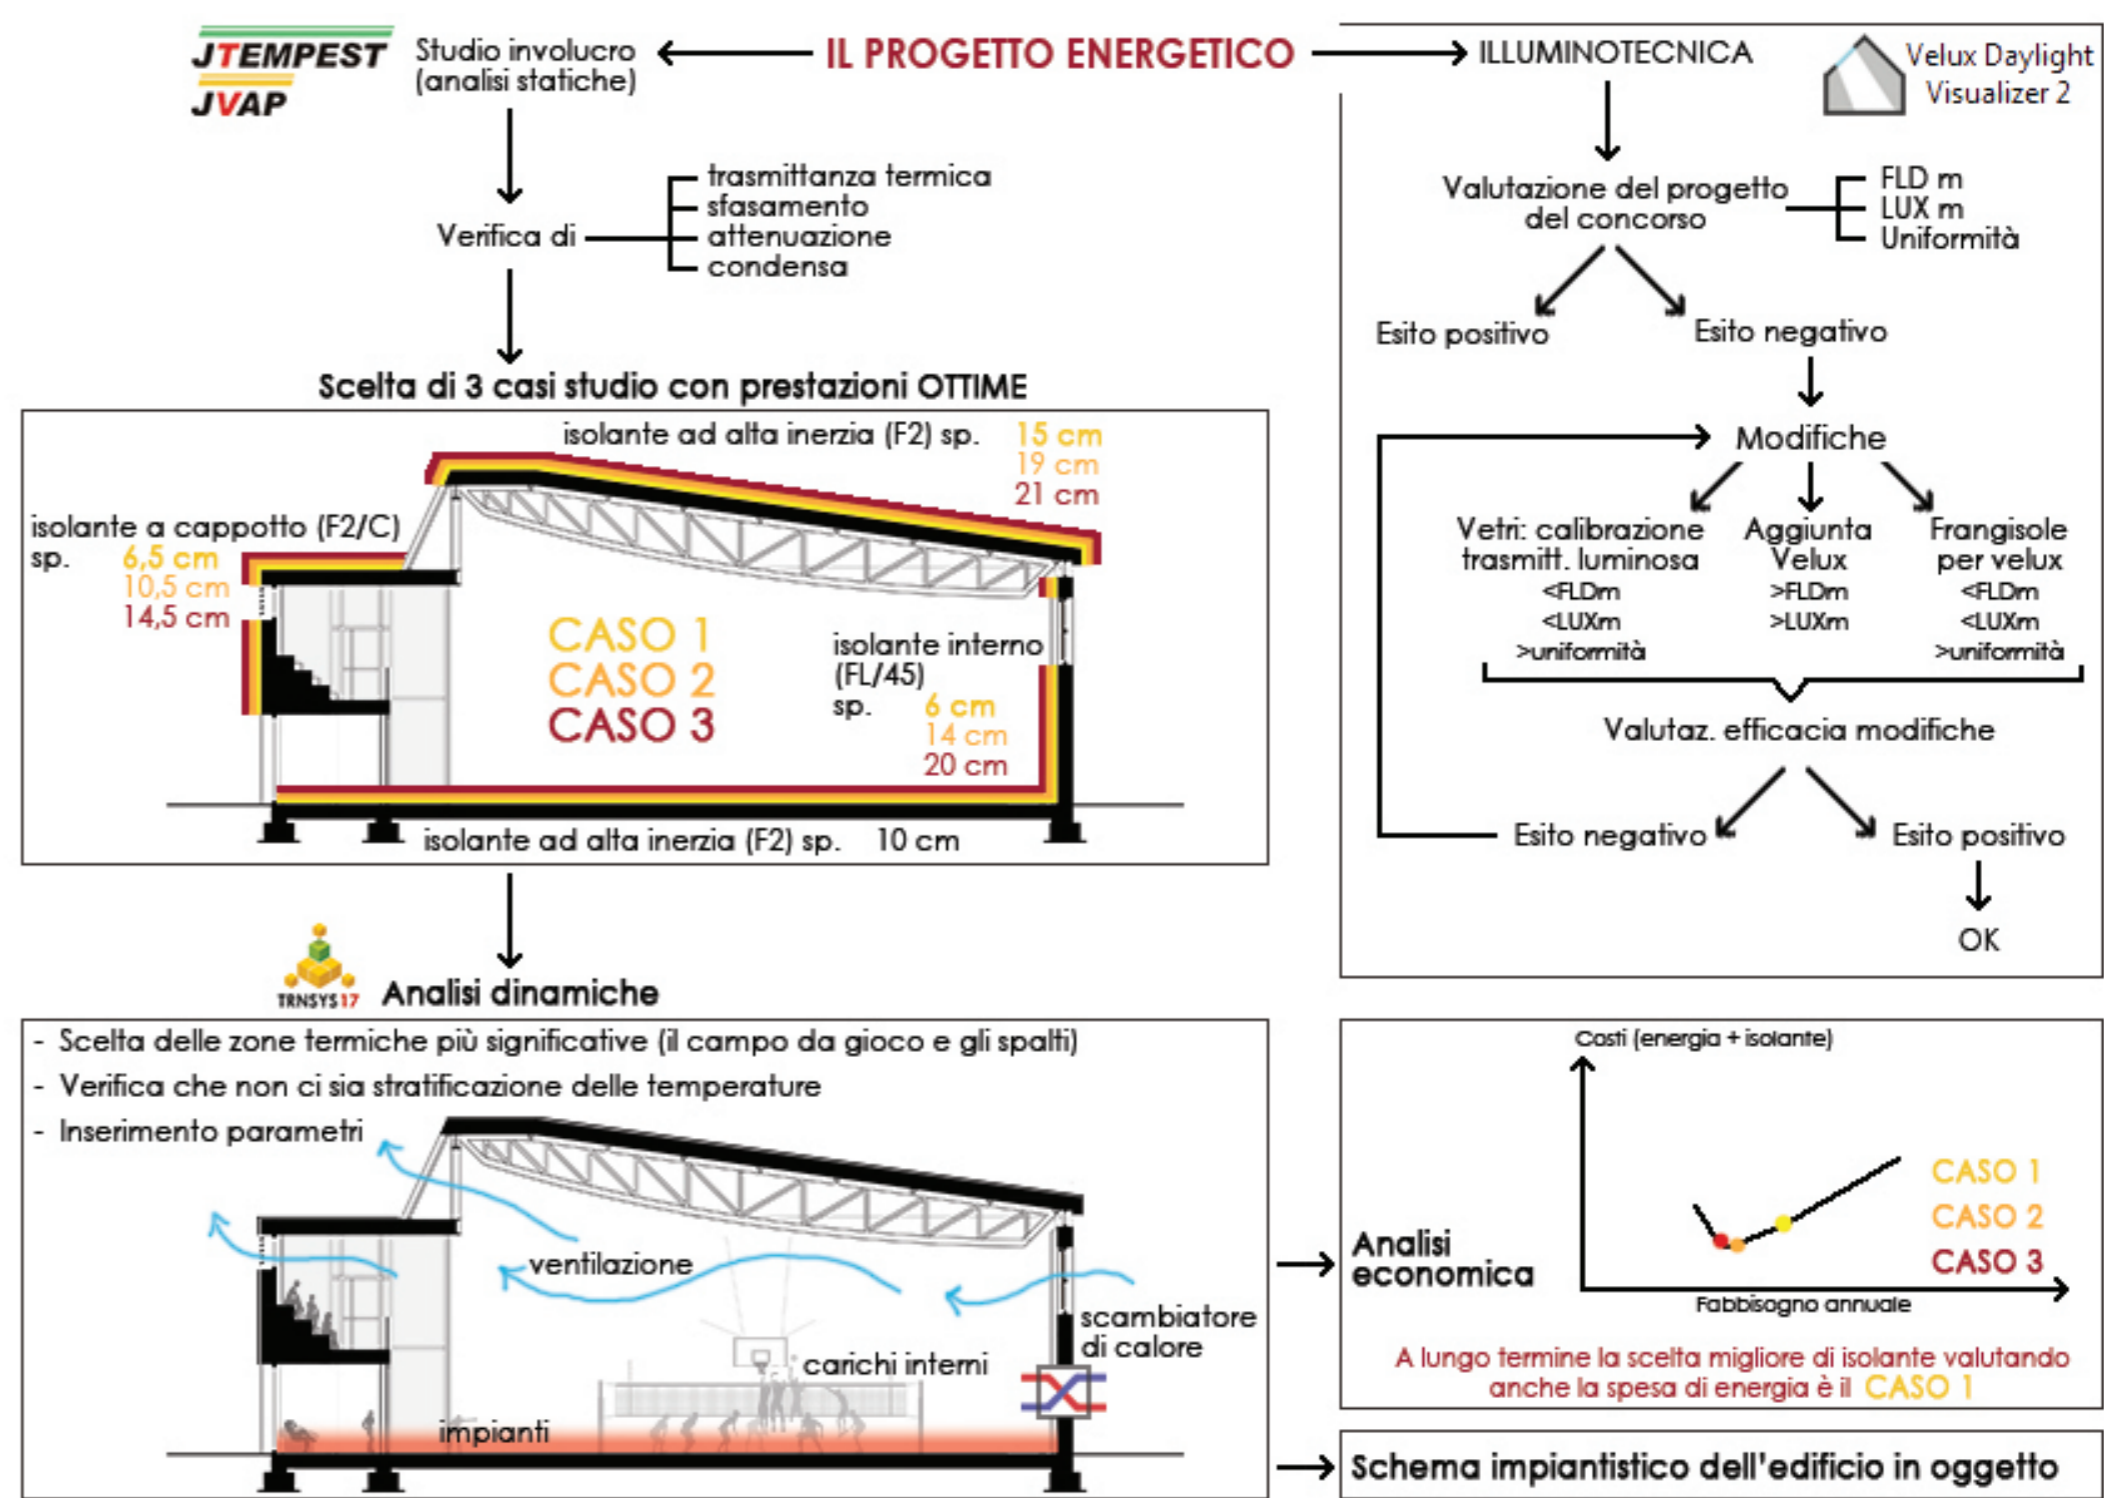 IL PROGETTO ENERGETICO
JTEMPEST
JVAP
Studio involucro
(analisi statiche)
Verifica di
trasmittanza termica
sfasamento
attenuazione
condensa
Scelta di 3 casi studio con prestazioni OTTIME
isolante ad alta inerzia (F2) sp.
15 cm
19 cm
21 cm
isolante a cappotto (F2/C)
sp.
6,5 cm
10,5 cm
14,5 cm
CASO 1
CASO 2
CASO 3
isolante interno
(FL/45)
sp.
6 cm
14 cm
20 cm
isolante ad alta inerzia (F2) sp. 10 cm
TRNSYS17
Analisi dinamiche
- Scelta delle zone termiche più significative (il campo da gioco e gli spalti)
- Verifica che non ci sia stratificazione delle temperature
- Inserimento parametri
ventilazione
scambiatore
di calore
carichi interni
impianti
ILLUMINOTECNICA
Velux Daylight
Visualizer 2
Valutazione del progetto
del concorso
FLD m
LUX m
Uniformità
Esito positivo
Esito negativo
Modifiche
Vetri: calibrazione
trasmitt. luminosa
<FLDm
<LUXm
>uniformità
Aggiunta
Velux
>FLDm
>LUXm
Frangisole
per velux
<FLDm
<LUXm
>uniformità
Valutaz. efficacia modifiche
Esito negativo
Esito positivo
OK
Analisi
economica
Costi (energia + isolante)
CASO 1
CASO 2
CASO 3
Fabbisogno annuale
A lungo termine la scelta migliore di isolante valutando
anche la spesa di energia è il CASO 1
Schema impiantistico dell'edificio in oggetto